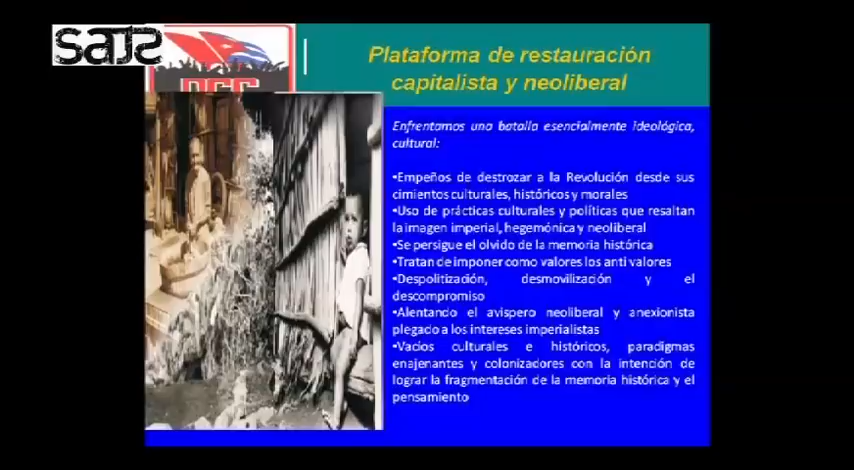 SATS
PCC
Plataforma de restauración
capitalista y neoliberal
Enfrentamos una batalla esencialmente ideológica,
cultural:
•Empeños de destrozar a la Revolución desde sus
cimientos culturales, históricos y morales
•Uso de prácticas culturales y políticas que resaltan
la imagen imperial, hegemónica y neoliberal
•Se persigue el olvido de la memoria histórica
•Tratan de imponer como valores los anti valores
•Despolitización, desmovilización y el
descompromiso
•Alentando el avispero neoliberal y anexionista
plegado a los intereses imperialistas
•Vacios culturales e históricos, paradigmas
enajenantes y colonizadores con la intención de
lograr la fragmentación de la memoria histórica y el
pensamiento